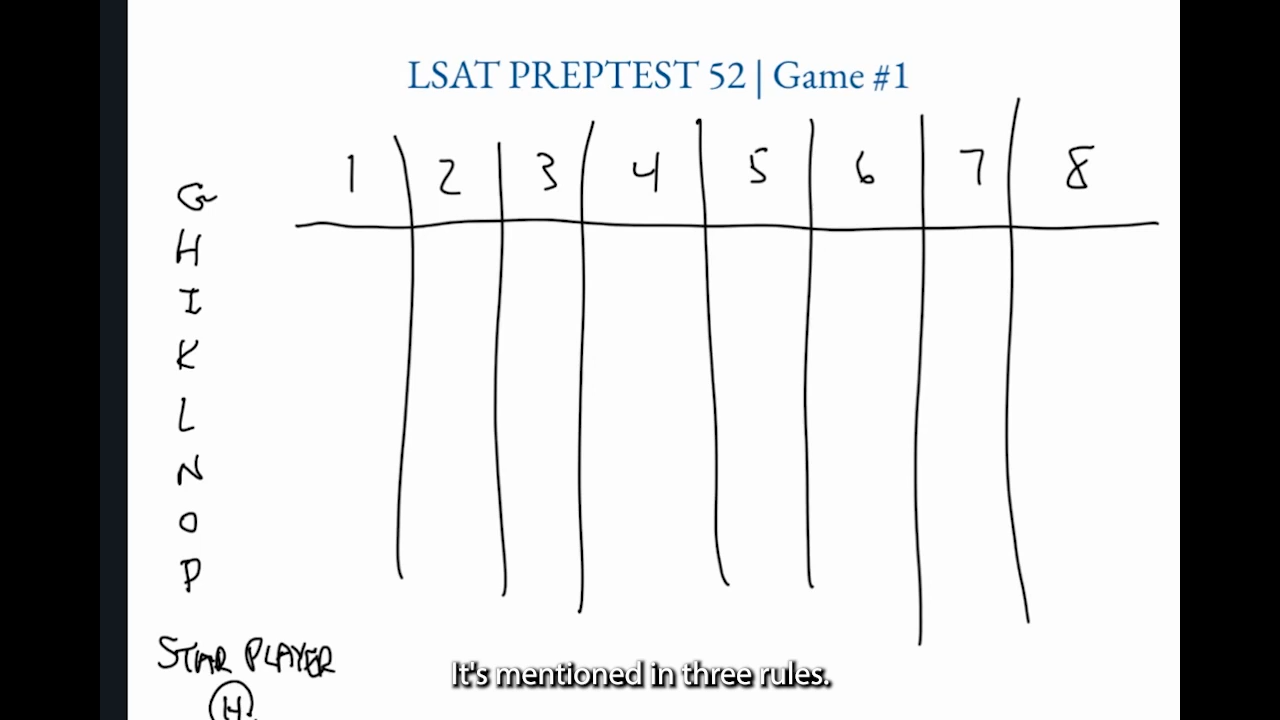 LSAT PREPTEST 52 | Game #1
1 2 3 4 5 6 7 8
G
H
I
K
L
N
O
P
STAR PLAYER
H
It's mentioned in three rules.